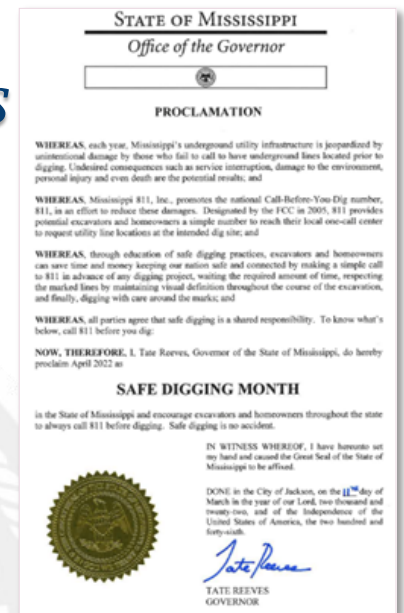 S
STATE OF MISSISSIPPI
Office of the Governor
PROCLAMATION
WHEREAS, each year, Mississippi's underground utility infrastructure is jeopardized by
unintentional damage by those who fail to call to have underground lines located prior to
digging. Undesired consequences such as service interruption, damage to the environment,
personal injury and even death are the potential results; and
WHEREAS, Mississippi 811, Inc., promotes the national Call-Before-You-Dig number,
811, in an effort to reduce these damages. Designated by the FCC in 2005, 811 provides
potential excavators and homeowners a simple number to reach their local one-call center
to request utility line locations at the intended dig site; and
WHEREAS, through education of safe digging practices, excavators and homeowners
can save time and money keeping our nation safe and connected by making a simple call
to 811 in advance of any digging project, waiting the required amount of time, respecting
the marked lines by maintaining visual definition throughout the course of the excavation,
and finally, digging with care around the marks; and
WHEREAS, all parties agree that safe digging is a shared responsibility. To know what's
below, call 811 before you dig:
NOW, THEREFORE, I, Tate Reeves, Governor of the State of Mississippi, do hereby
proclaim April 2022 as
SAFE DIGGING MONTH
in the State of Mississippi and encourage excavators and homeowners throughout the state
to always call 811 before digging. Safe digging is no accident.
IN WITNESS WHEREOF, I have hereunto set
my hand and caused the Great Seal of the State of
Mississippi to be affixed.
DONE in the City of Jackson, on the 11th day of
March in the year of our Lord, two thousand and
twenty-two, and of the Independence of the
United States of America, the two hundred and
forty-sixth.
Tate Reeves
TATE REEVES
GOVERNOR